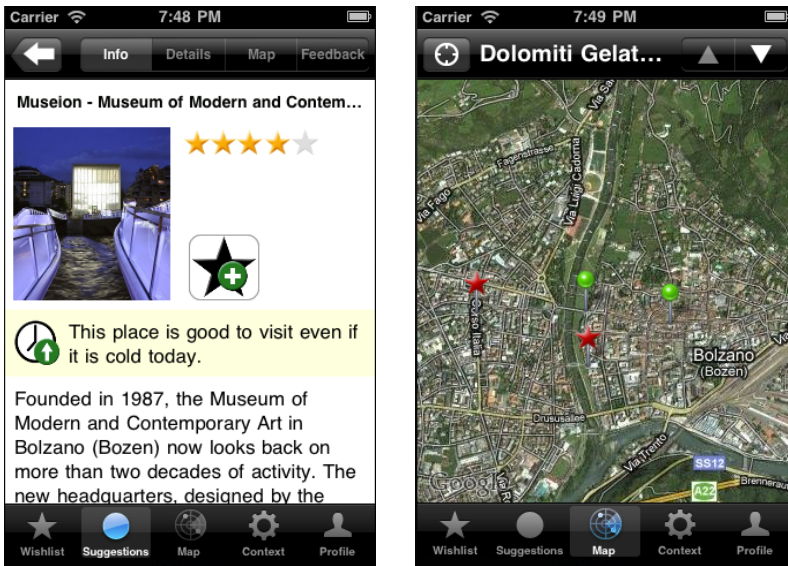 Carrier 7:48 PM
Info Details Map Feedback
Museion - Museum of Modern and Contem...
This place is good to visit even if
it is cold today.
Founded in 1987, the Museum of
Modern and Contemporary Art in
Bolzano (Bozen) now looks back on
more than two decades of activity. The
new headquarters, designed by the
Wishlist Suggestions Map Context Profile
Carrier 7:49 PM
Dolomiti Gelat...
Via Sa
Fagenstrasse
Via Luigi Cadorna
Via Fago
Corso Italia
Bolzano
(Bozen)
Drususallee
Via Trento
SS12
Google
Via R
A22
Brennerau
Wishlist Suggestions Map Context Profile